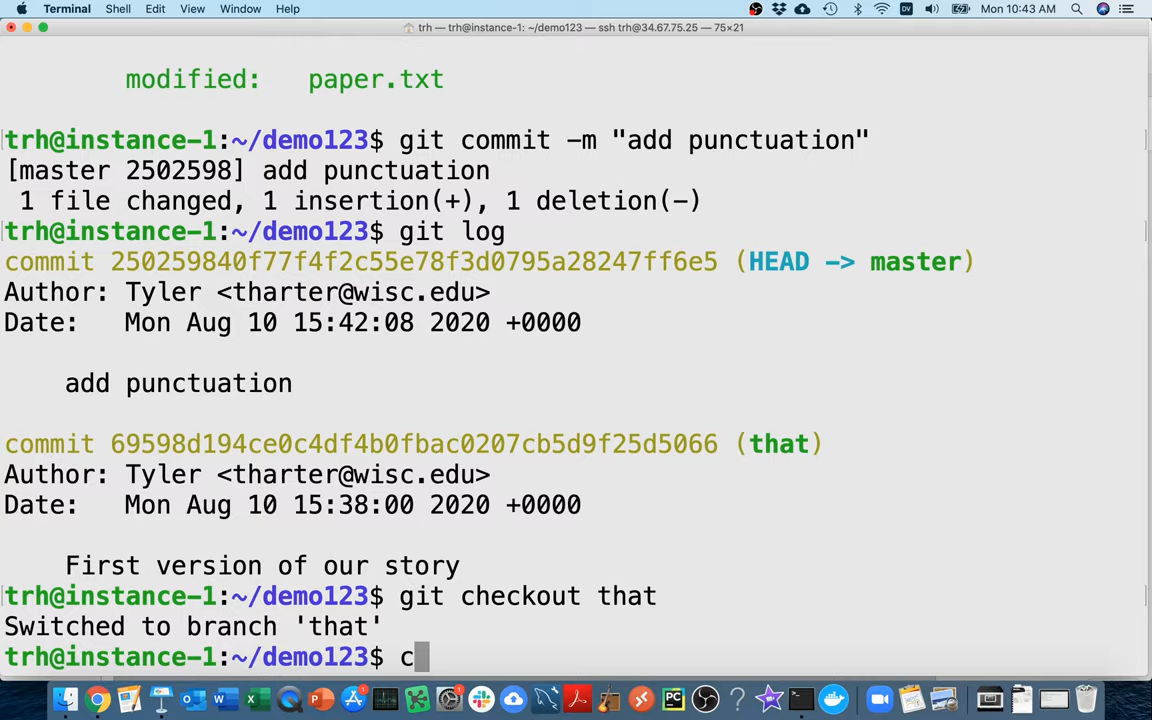 Terminal Shell Edit View Window Help DV Mon 10:43 AM
trh — trh@instance-1: ~/demo123 — ssh trh@34.67.75.25 — 75×21
modified:   paper.txt
trh@instance-1:~/demo123$ git commit -m "add punctuation"
[master 2502598] add punctuation
 1 file changed, 1 insertion(+), 1 deletion(-)
trh@instance-1:~/demo123$ git log
commit 250259840f77f4f2c55e78f3d0795a28247ff6e5 (HEAD -> master)
Author: Tyler <tharter@wisc.edu>
Date:   Mon Aug 10 15:42:08 2020 +0000
    add punctuation
commit 69598d194ce0c4df4b0fbac0207cb5d9f25d5066 (that)
Author: Tyler <tharter@wisc.edu>
Date:   Mon Aug 10 15:38:00 2020 +0000
    First version of our story
trh@instance-1:~/demo123$ git checkout that
Switched to branch 'that'
trh@instance-1:~/demo123$ c